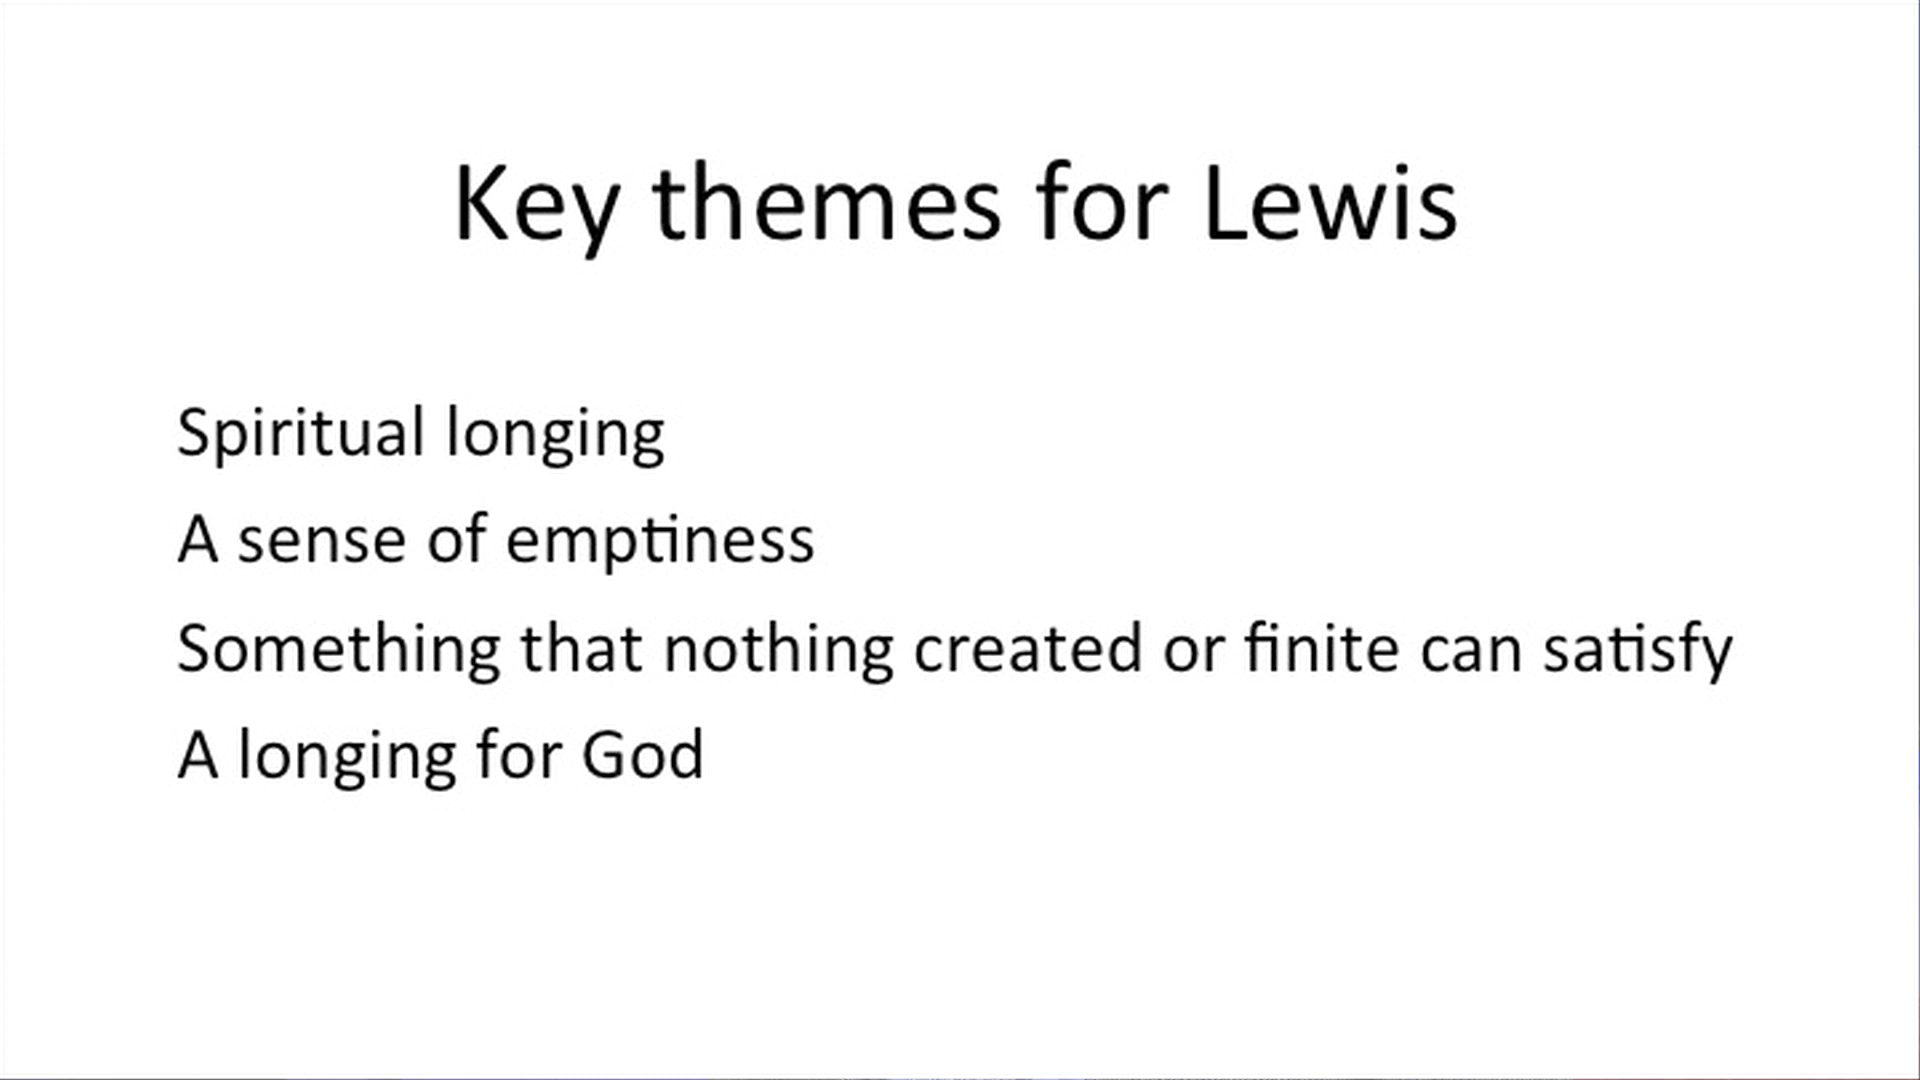 Key themes for Lewis
Spiritual longing
A sense of emptiness
Something that nothing created or finite can satisfy
A longing for God